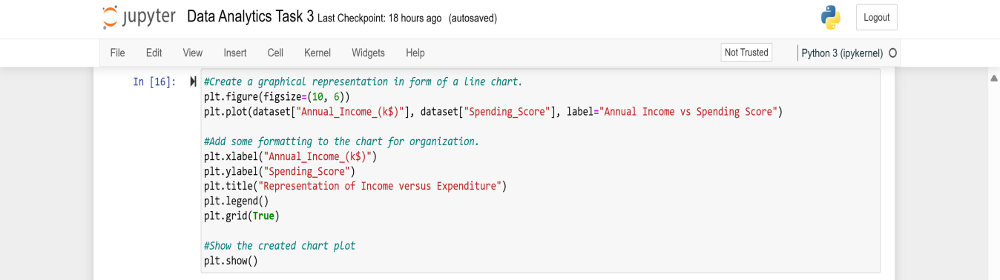 jupyter Data Analytics Task 3 Last Checkpoint: 18 hours ago (autosaved) Logout
File Edit View Insert Cell Kernel Widgets Help Not Trusted Python 3 (ipykernel)
In [16]: #Create a graphical representation in form of a line chart.
plt.figure(figsize=(10, 6))
plt.plot(dataset["Annual_Income_(k$)"], dataset["Spending_Score"], label="Annual Income vs Spending Score")
#Add some formatting to the chart for organization.
plt.xlabel("Annual_Income_(k$)")
plt.ylabel("Spending_Score")
plt.title("Representation of Income versus Expenditure")
plt.legend()
plt.grid(True)
#Show the created chart plot
plt.show()